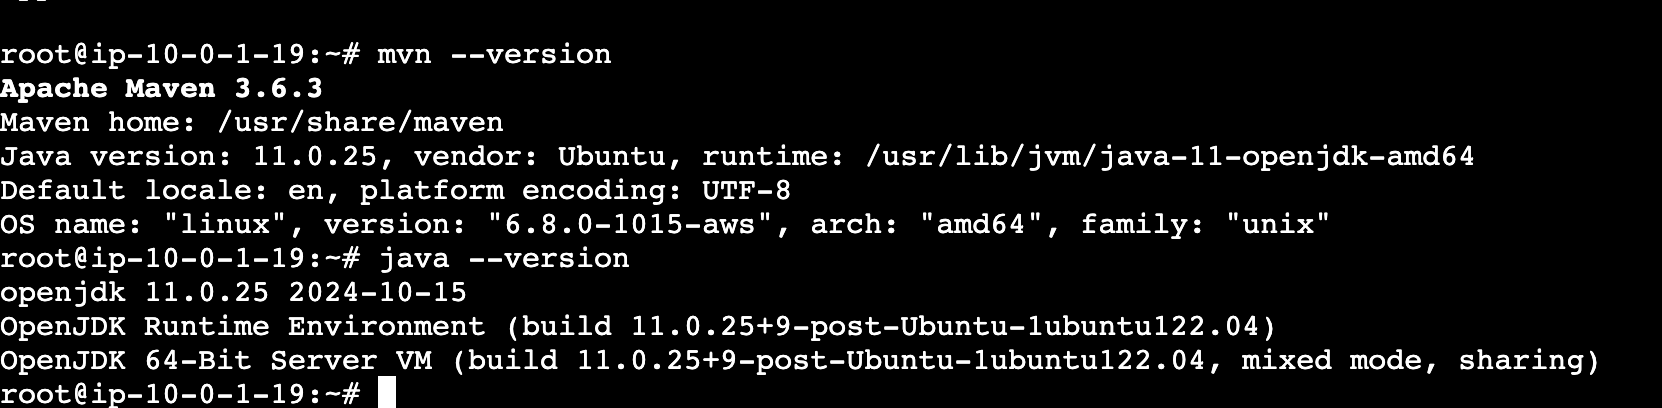 root@ip-10-0-1-19:~# mvn --version
Apache Maven 3.6.3
Maven home: /usr/share/maven
Java version: 11.0.25, vendor: Ubuntu, runtime: /usr/lib/jvm/java-11-openjdk-amd64
Default locale: en, platform encoding: UTF-8
OS name: "linux", version: "6.8.0-1015-aws", arch: "amd64", family: "unix"
root@ip-10-0-1-19:~# java --version
openjdk 11.0.25 2024-10-15
OpenJDK Runtime Environment (build 11.0.25+9-post-Ubuntu-1ubuntu122.04)
OpenJDK 64-Bit Server VM (build 11.0.25+9-post-Ubuntu-1ubuntu122.04, mixed mode, sharing)
root@ip-10-0-1-19:~#